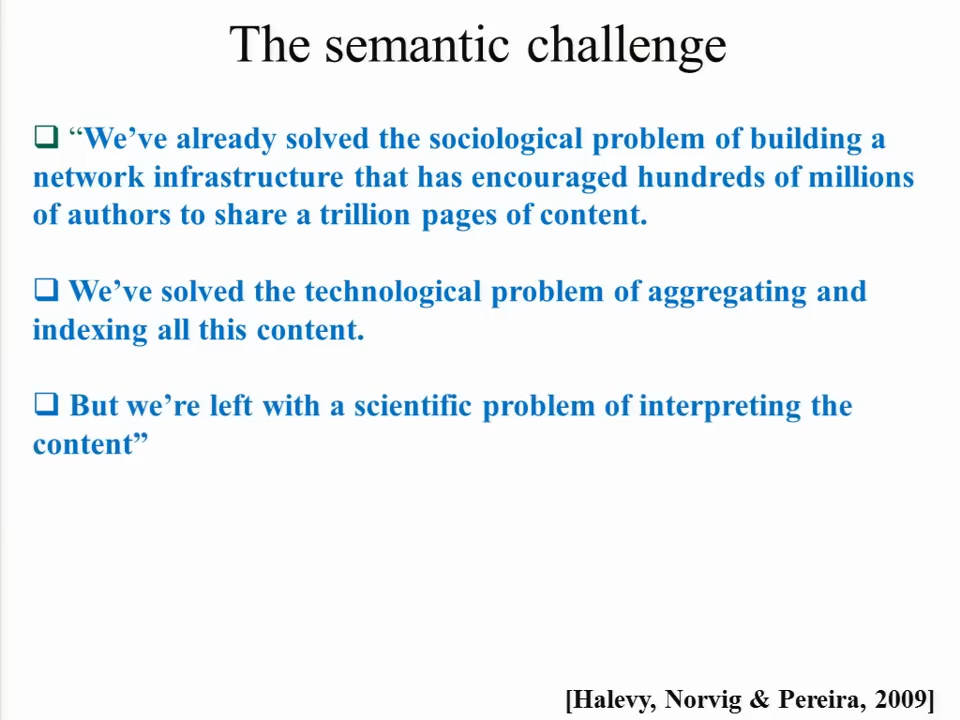 The semantic challenge
❑ “We’ve already solved the sociological problem of building a
network infrastructure that has encouraged hundreds of millions
of authors to share a trillion pages of content.
❑ We’ve solved the technological problem of aggregating and
indexing all this content.
❑ But we’re left with a scientific problem of interpreting the
content”
[Halevy, Norvig & Pereira, 2009]